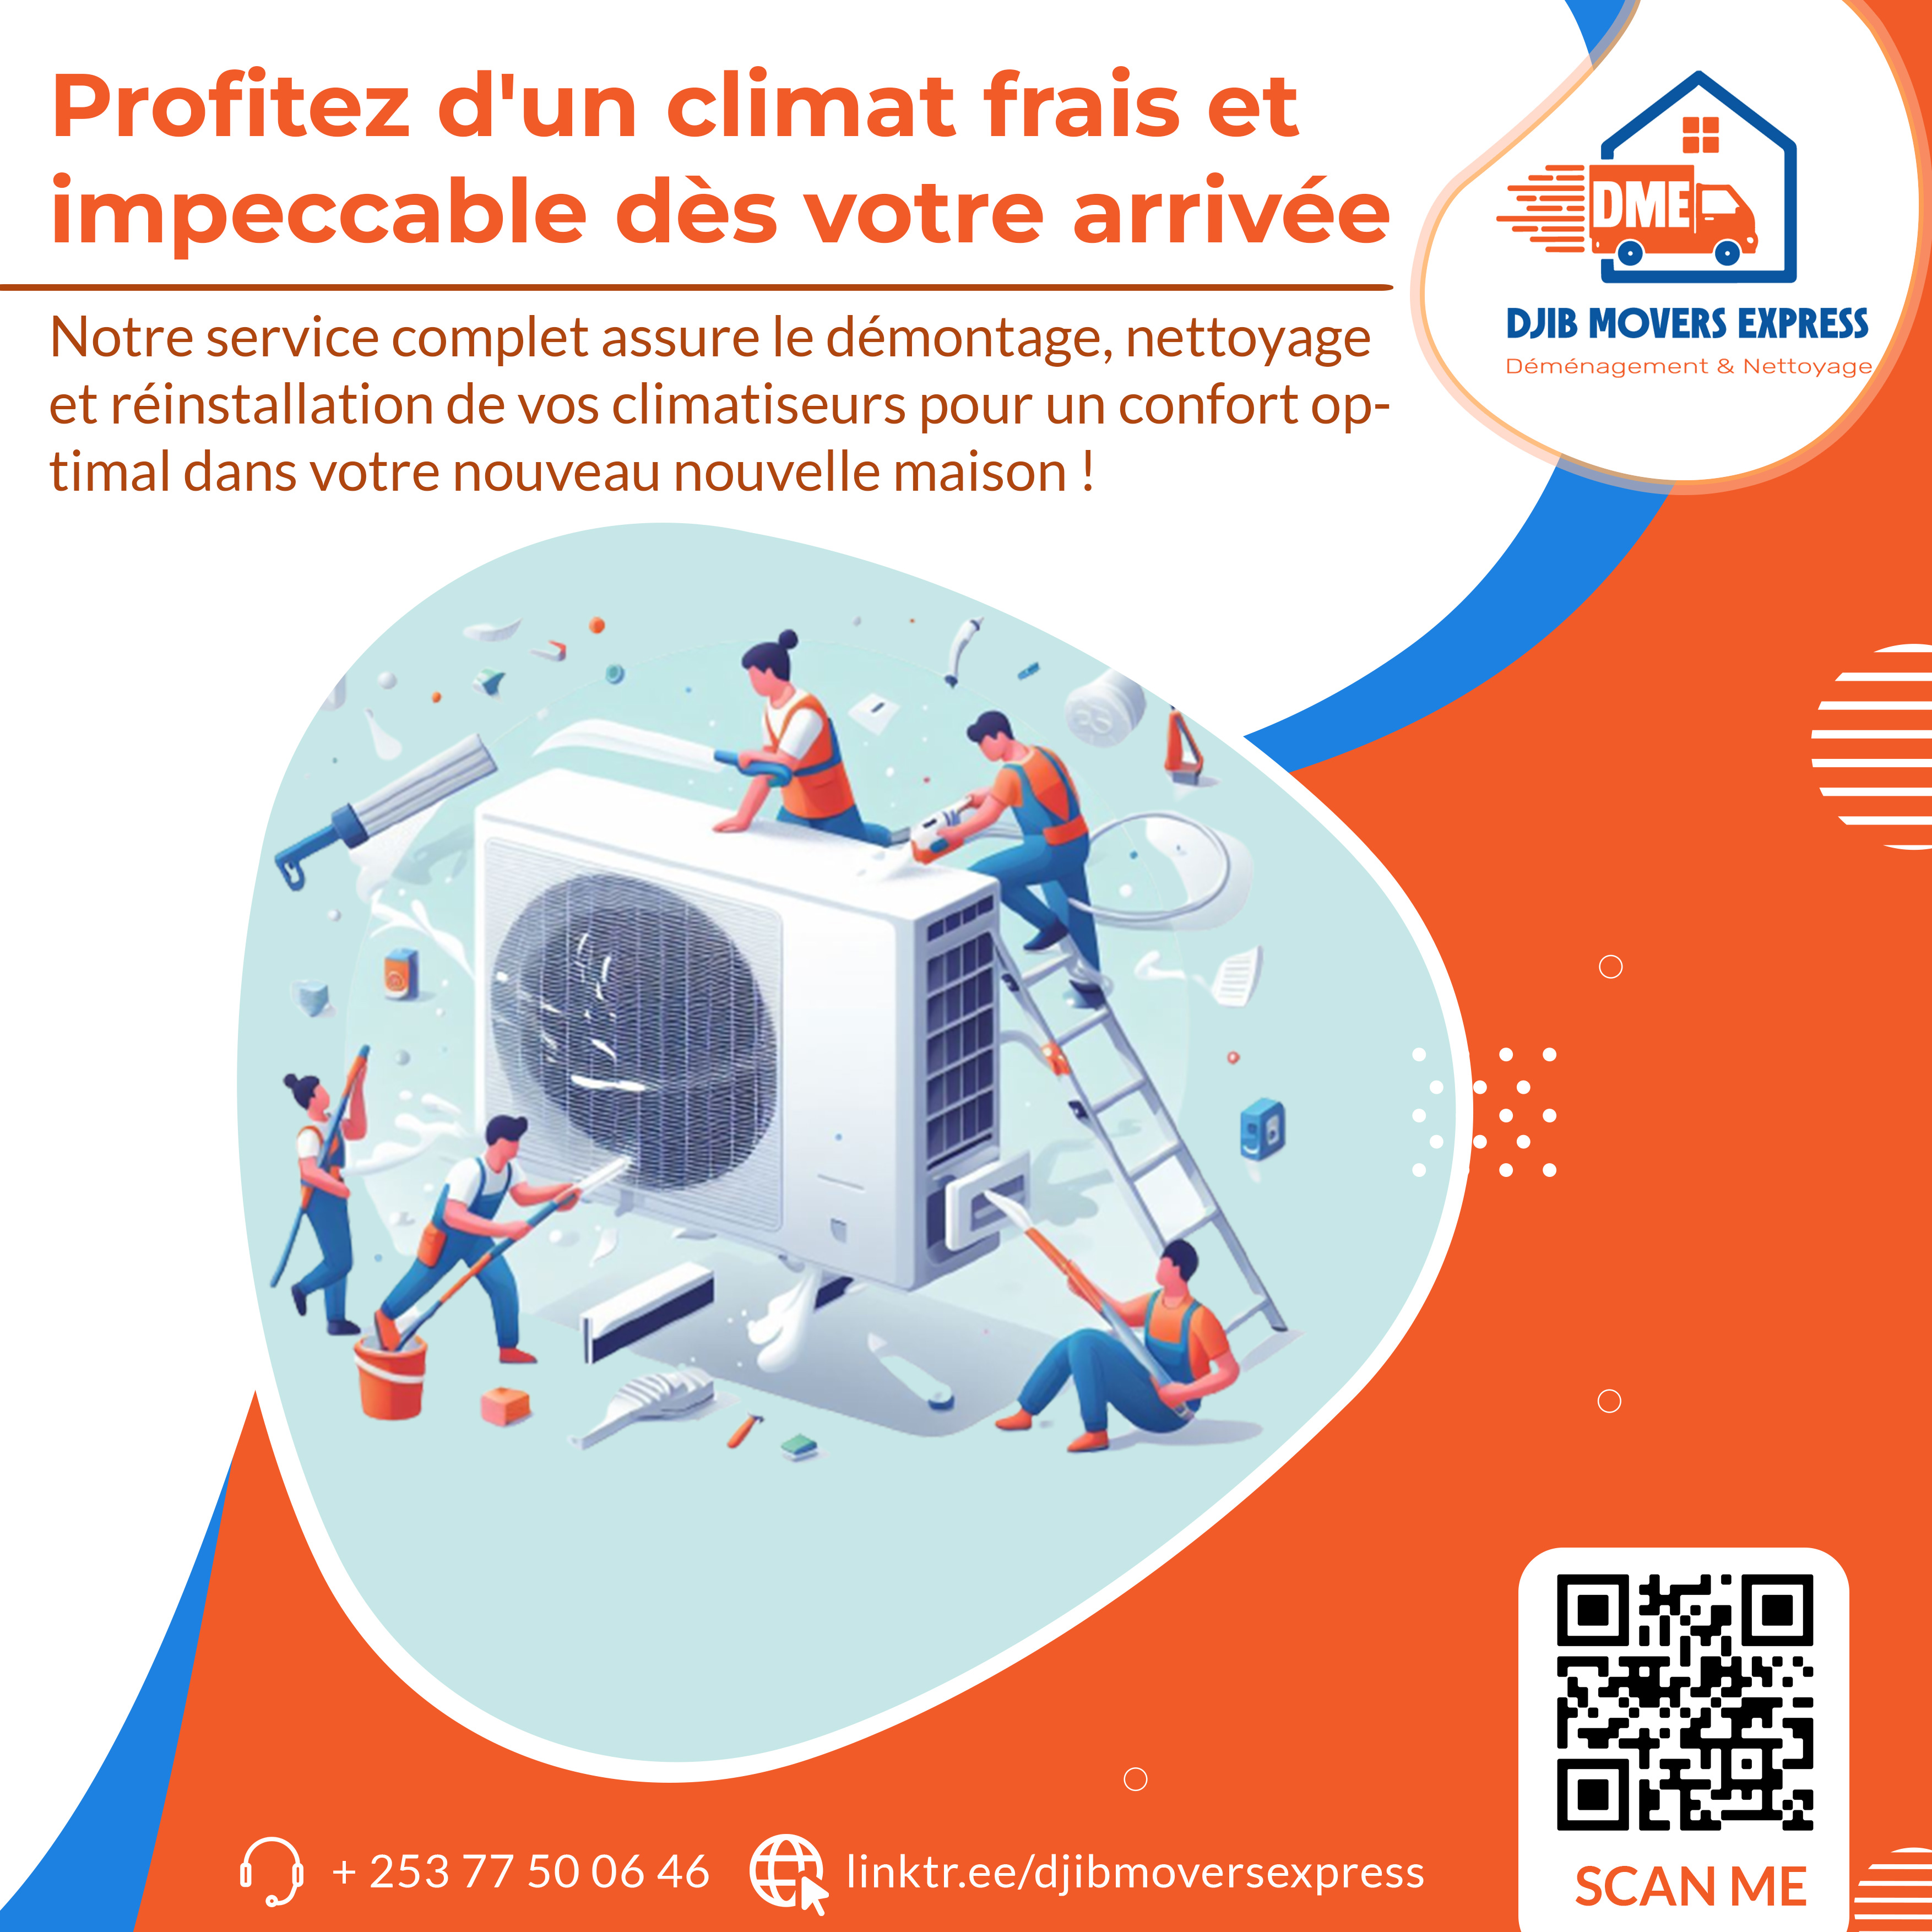 Profitez d'un climat frais et
impeccable dès votre arrivée
Notre service complet assure le démontage, nettoyage
et réinstallation de vos climatiseurs pour un confort op-
timal dans votre nouveau nouvelle maison !
DME
DJIB MOVERS EXPRESS
Déménagement & Nettoyage
+ 253 77 50 06 46
linktr.ee/djibmoversexpress
SCAN ME